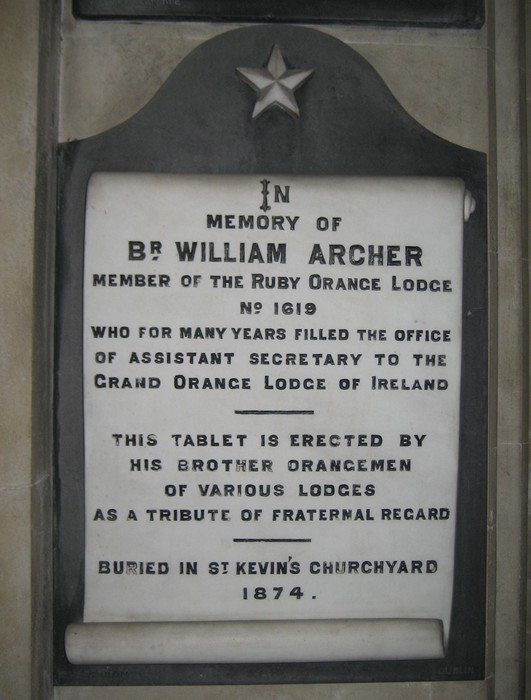 IN
MEMORY OF
BR WILLIAM ARCHER
MEMBER OF THE RUBY ORANGE LODGE
No 1619
WHO FOR MANY YEARS FILLED THE OFFICE
OF ASSISTANT SECRETARY TO THE
GRAND ORANGE LODGE OF IRELAND
THIS TABLET IS ERECTED BY
HIS BROTHER ORANGEMEN
OF VARIOUS LODGES
AS A TRIBUTE OF FRATERNAL REGARD
BURIED IN ST KEVIN'S CHURCHYARD
1874.
DUBLIN